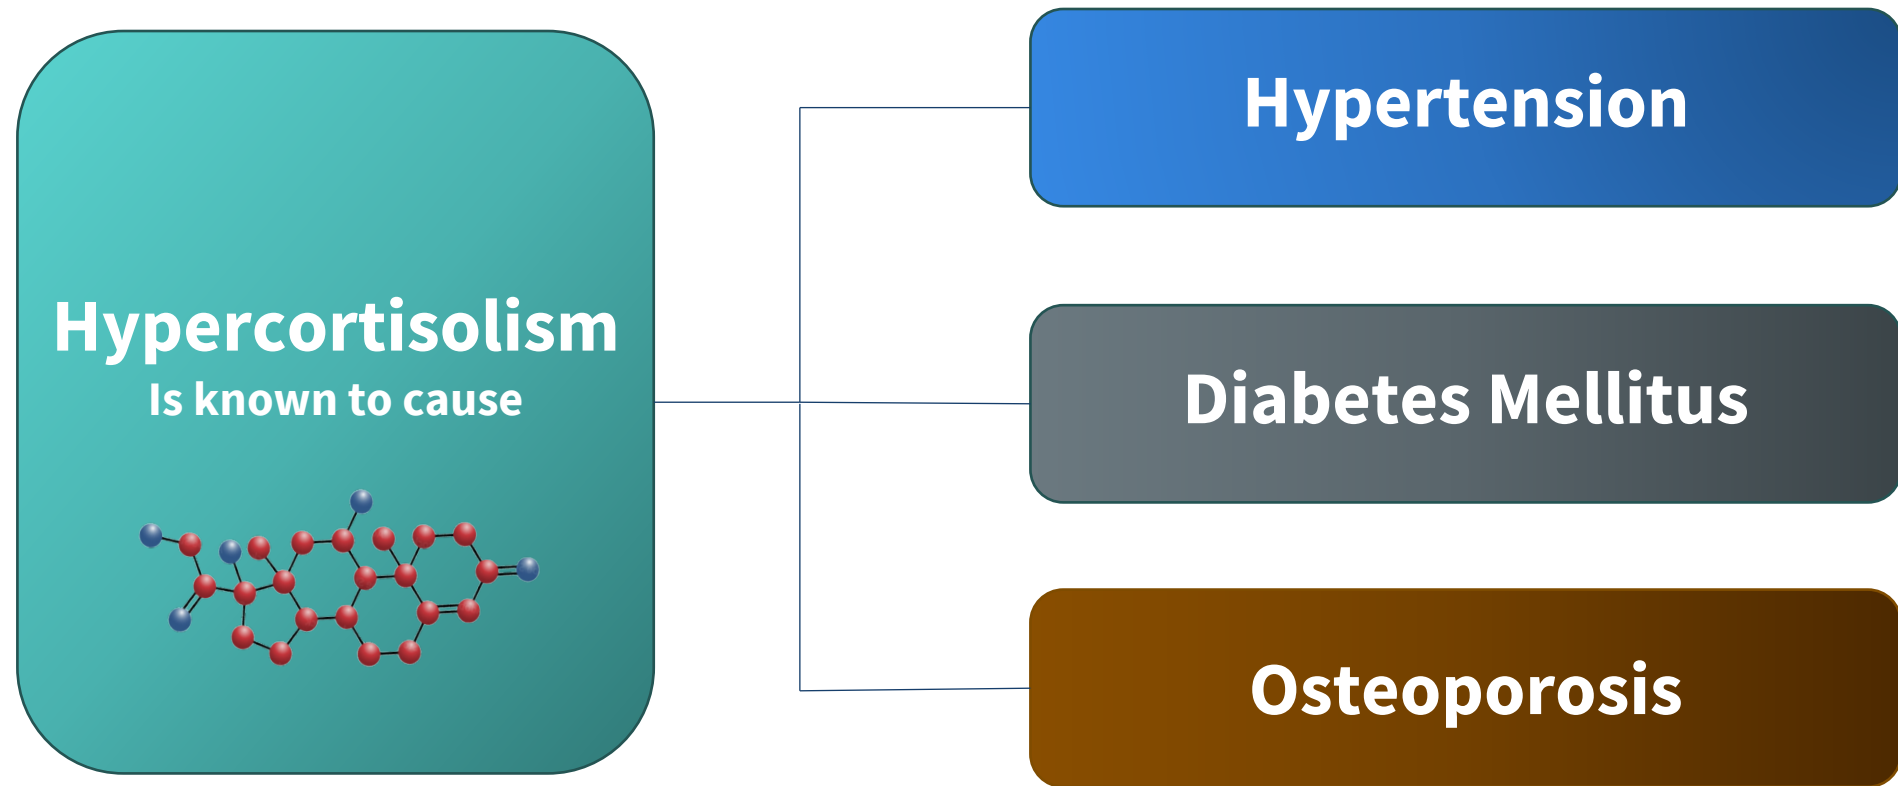 Hypercortisolism
Is known to cause
Hypertension
Diabetes Mellitus
Osteoporosis